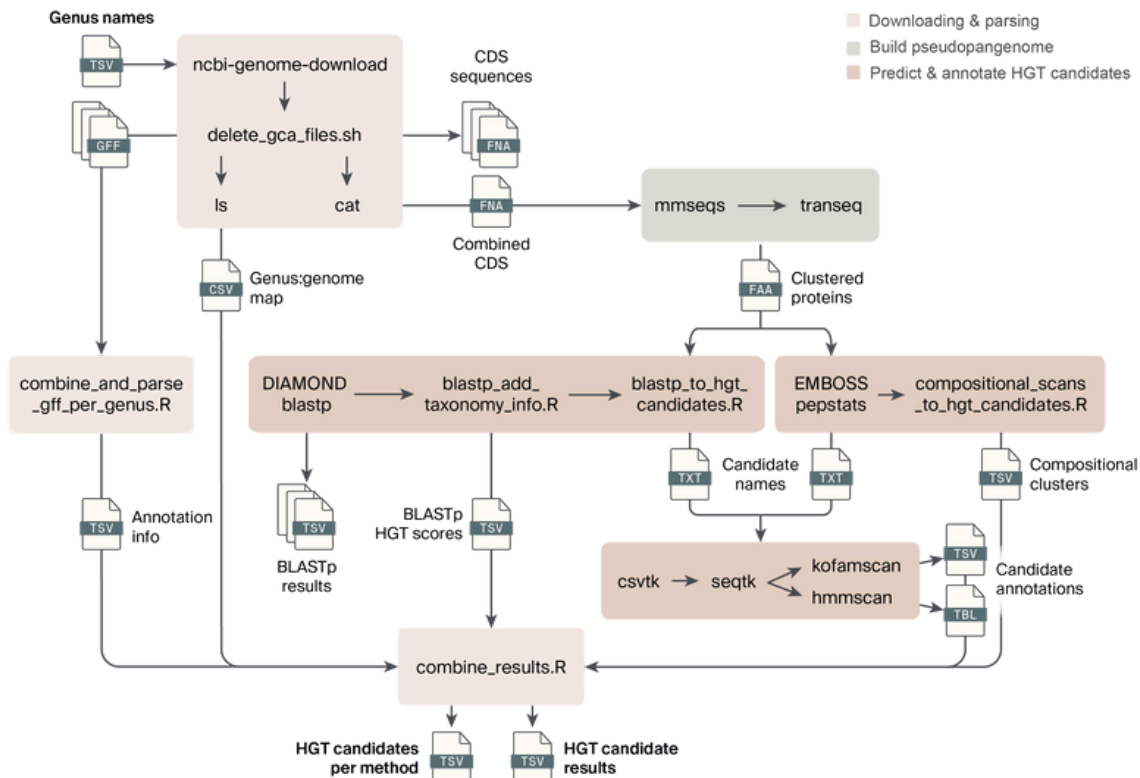 Genus names
TSV
ncbi-genome-download
CDS
sequences
Downloading & parsing
Build pseudopangenome
Predict & annotate HGT candidates
GFF
delete_gca_files.sh
FNA
ls
cat
FNA
Combined
CDS
mmseqs
transeq
CSV
Genus:genome
map
FAA
Clustered
proteins
combine_and_parse
_gff_per_genus.R
DIAMOND
blastp
blastp_add_
taxonomy_info.R
blastp_to_hgt_
candidates.R
EMBOSS
pepstats
compositional_scans
_to_hgt_candidates.R
TXT
Candidate
names
TXT
TSV
Compositional
clusters
TSV
Annotation
info
TSV
BLASTp
results
BLASTp
HGT scores
TSV
csvtk
seqtk
kofamscan
hmmscan
TSV
TBL
Candidate
annotations
combine_results.R
HGT candidates
per method
TSV
TSV
HGT candidate
results